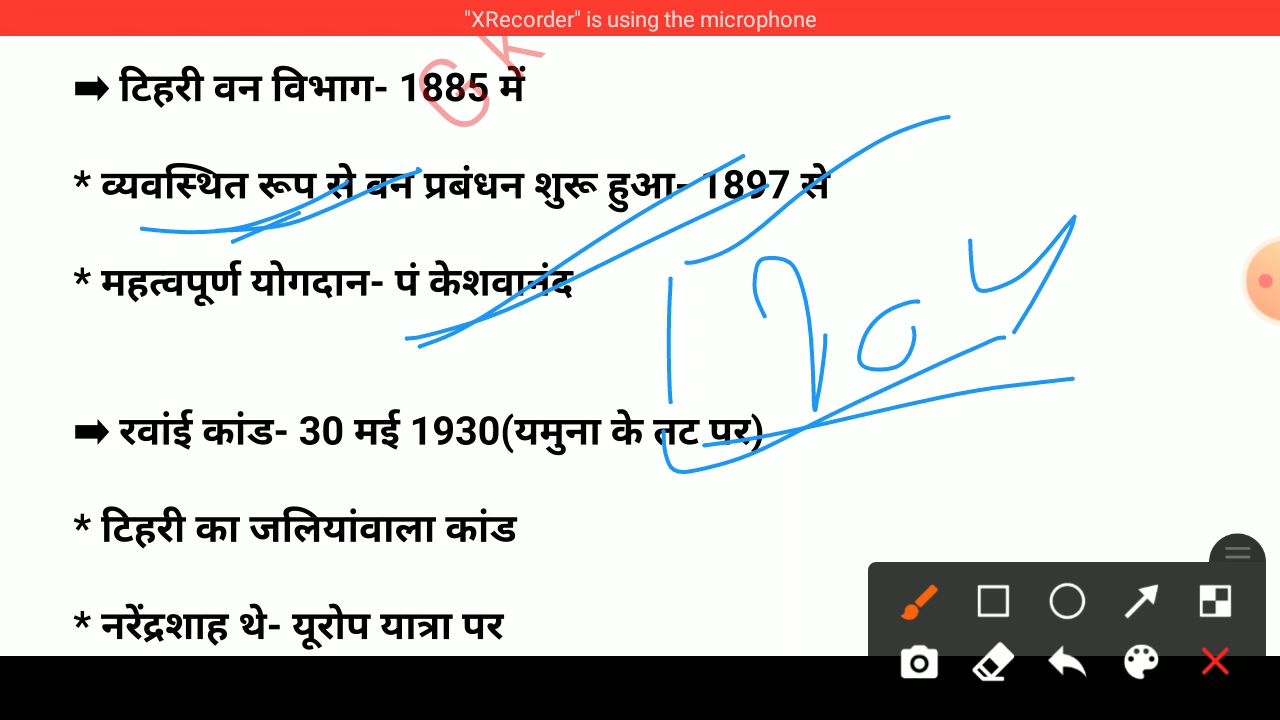 "XRecorder" is using the microphone
G K
➡ टिहरी वन विभाग- 1885 में
* व्यवस्थित रूप से वन प्रबंधन शुरू हुआ- 1897 से
* महत्वपूर्ण योगदान- पं केशवानंद
➡ रवांई कांड- 30 मई 1930(यमुना के तट पर)
* टिहरी का जलियांवाला कांड
* नरेंद्रशाह थे- यूरोप यात्रा पर